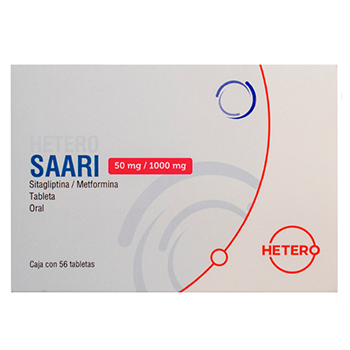 HETERO
SAARI 50 mg / 1000 mg
Sitagliptina / Metformina
Tableta
Oral
HETERO
Caja con 56 tabletas